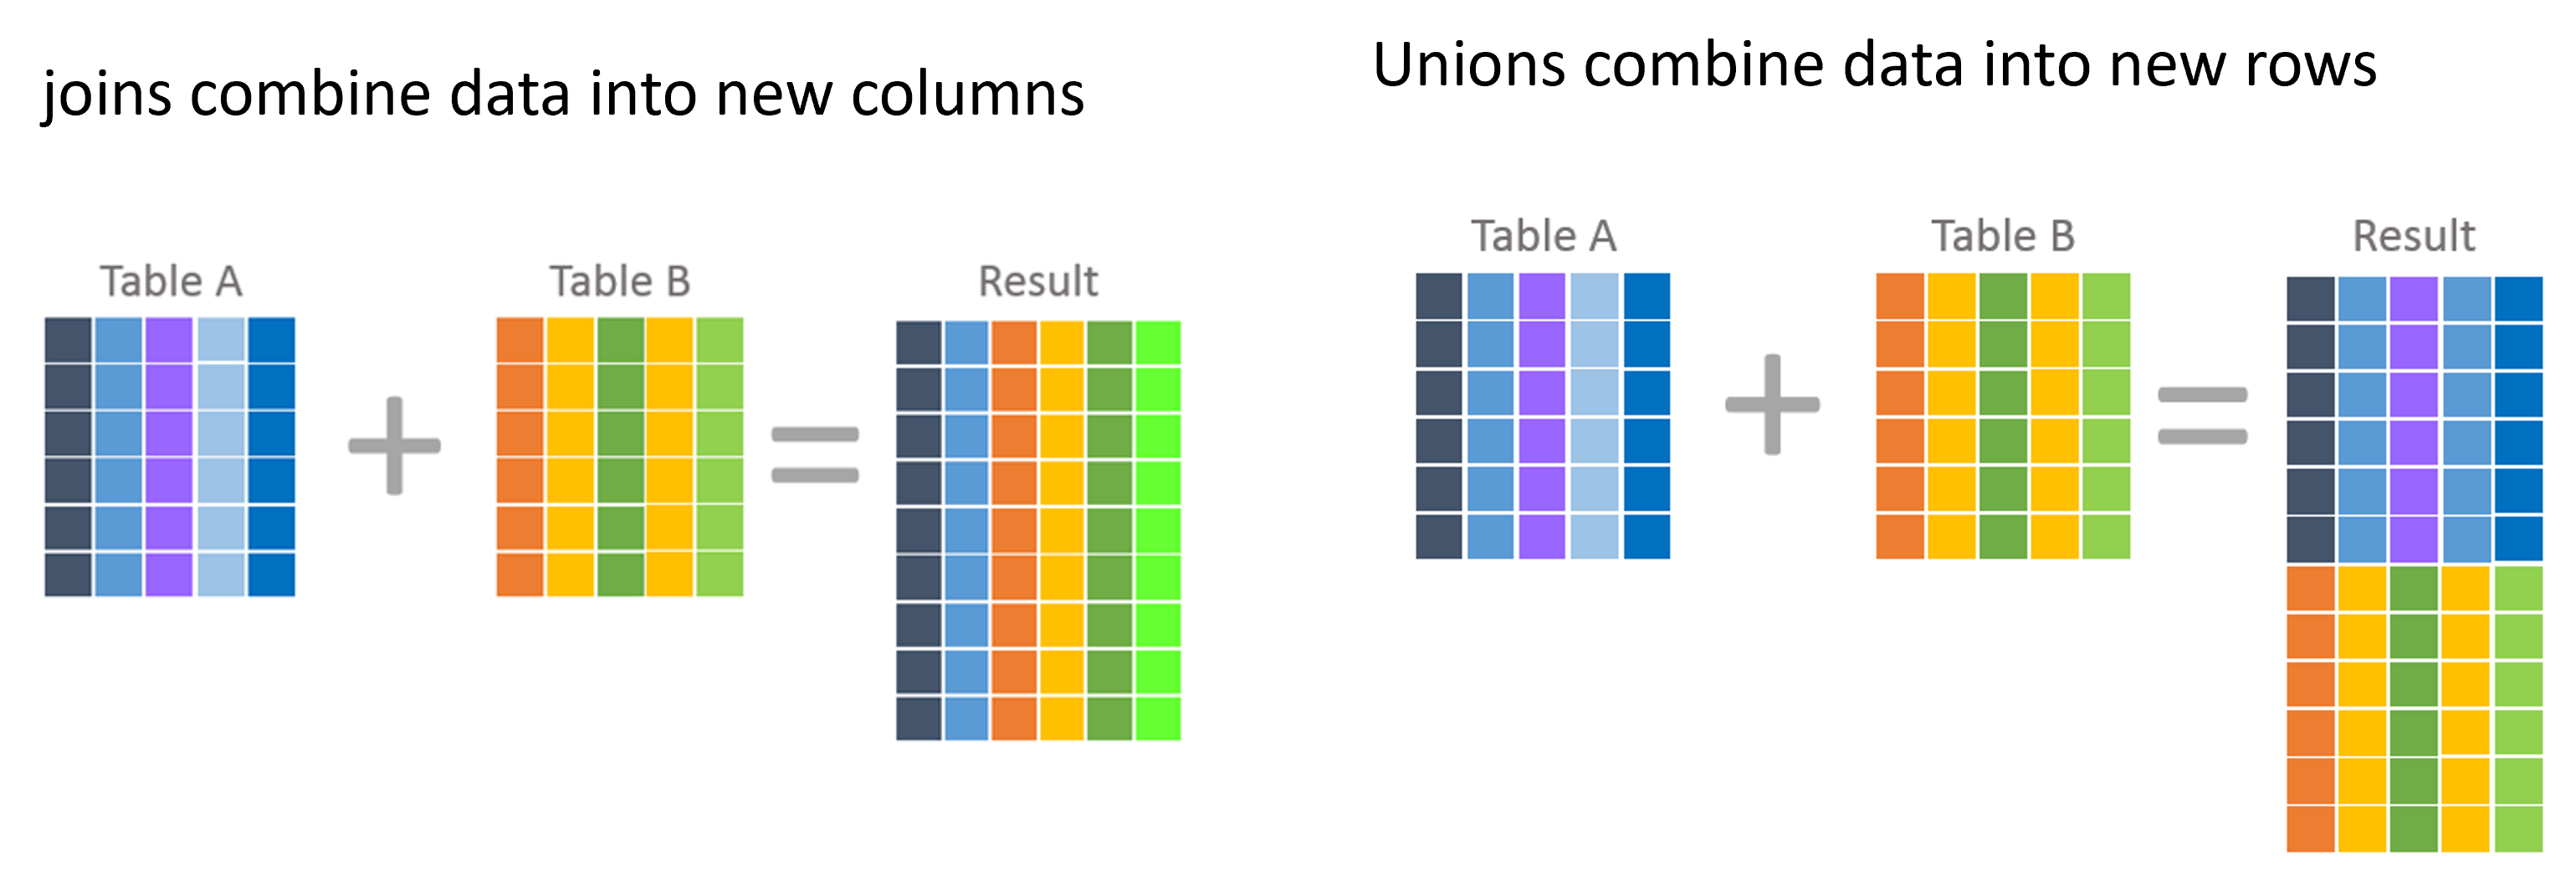 joins combine data into new columns
Table A
Table B
Result
Unions combine data into new rows
Table A
Table B
Result